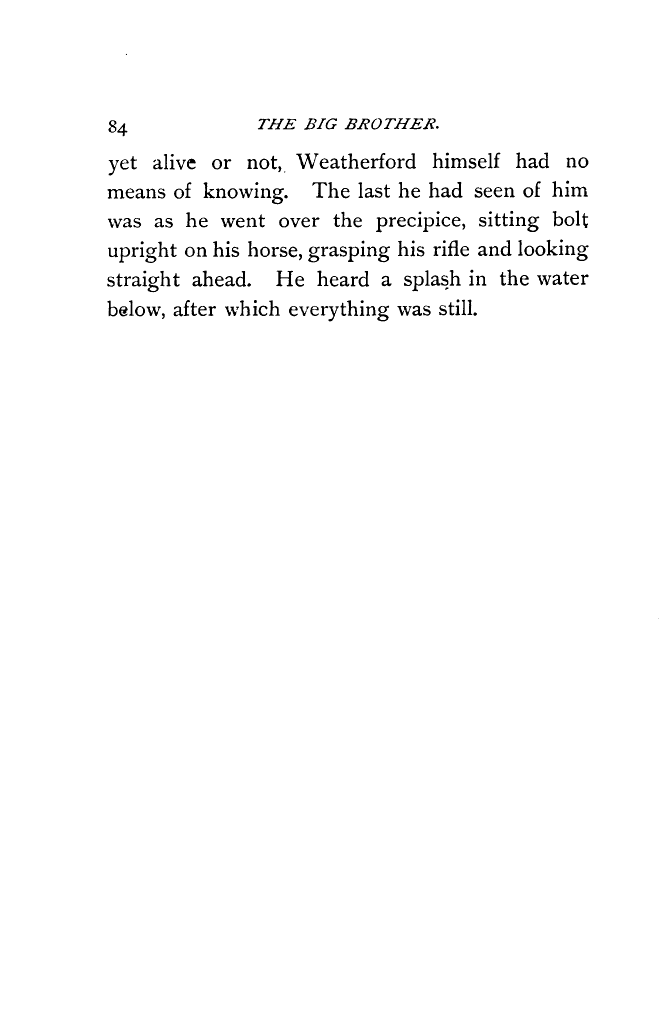 84 THE BIG BROTHER.
yet alive or not, Weatherford himself had no
means of knowing. The last he had seen of him
was as he went over the precipice, sitting bolt
upright on his horse, grasping his rifle and looking
straight ahead. He heard a splash in the water
below, after which everything was still.